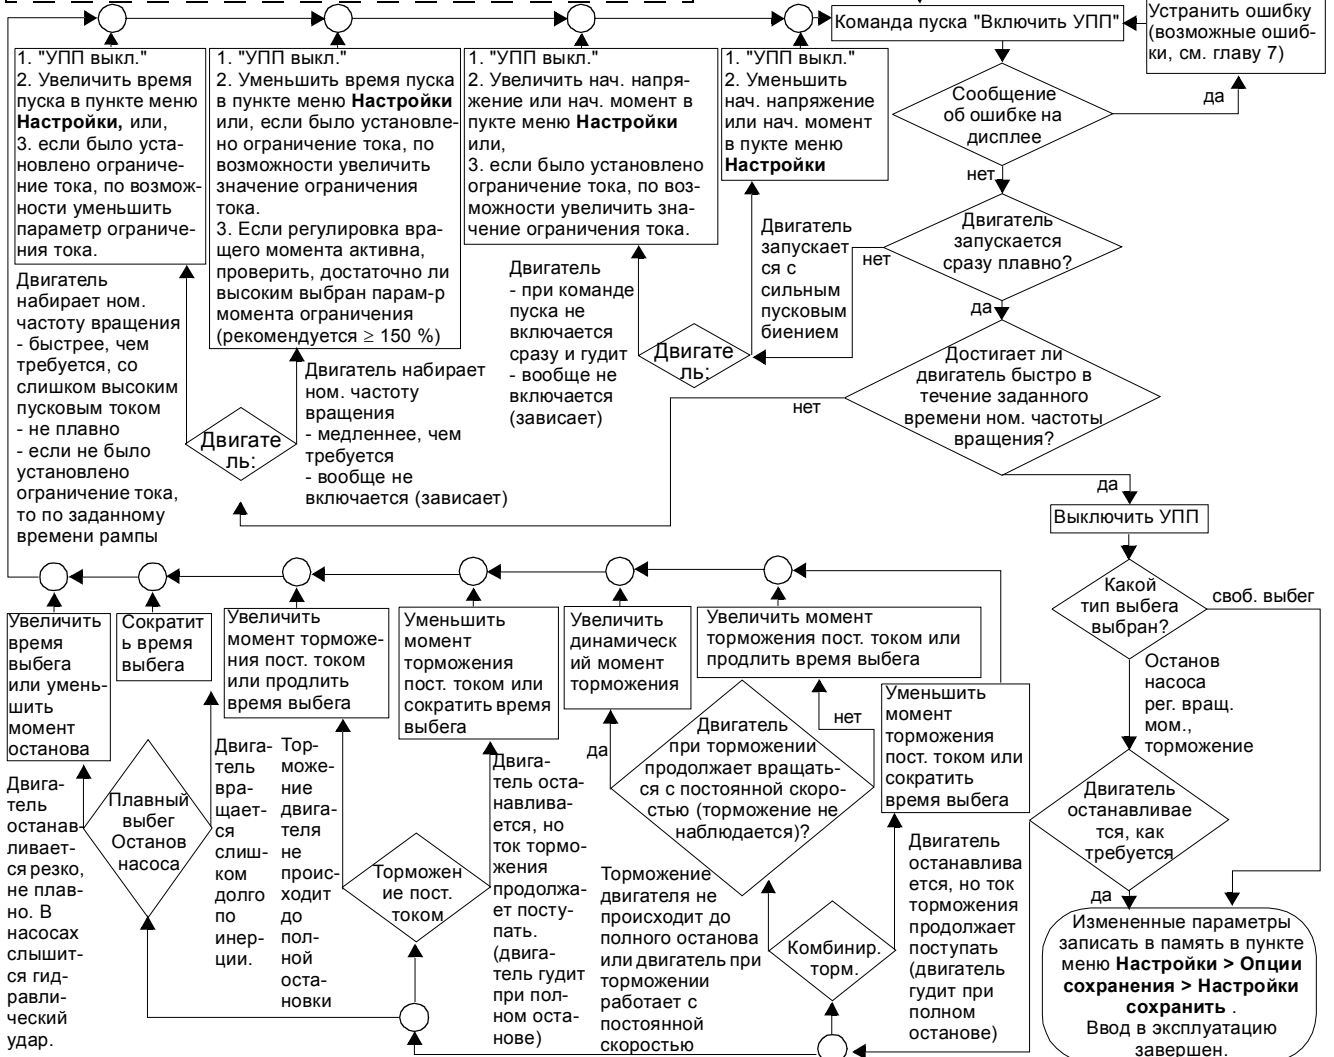 Команда пуска "Включить УПП"
Устранить ошибку
(возможные ошиб-
ки, см. главу 7)
1. "УПП выкл."
2. Увеличить время
пуска в пункте меню
Настройки, или,
3. если было уста-
новлено ограниче-
ние тока, по возмож-
ности уменьшить
параметр ограниче-
ния тока.
1. "УПП выкл."
2. Уменьшить время пуска
в пункте меню Настройки
или, если было установле-
но ограничение тока, по
возможности увеличить
значение ограничения
тока.
3. Если регулировка вра-
щего момента активна,
проверить, достаточно ли
высоким выбран парам-р
момента ограничения
(рекомендуется ≥ 150 %)
1. "УПП выкл."
2. Увеличить нач. напря-
жение или нач. момент в
пукте меню Настройки
или,
3. если было установлено
ограничение тока, по воз-
можности увеличить зна-
чение ограничения тока.
1. "УПП выкл."
2. Уменьшить
нач. напряжение
или нач. момент
в пукте меню
Настройки
Сообщение
об ошибке на
дисплее
да
нет
Двигатель
запускается
сразу плавно?
нет
да
Двигатель
запускает
ся с
сильным
пусковым
биением
Двигатель
- при команде
пуска не
включается
сразу и гудит
- вообще не
включается
(зависает)
Двигате
ль:
Двигатель
набирает ном.
частоту вращения
- быстрее, чем
требуется, со
слишком высоким
пусковым током
- не плавно
- если не было
установлено
ограничение тока,
то по заданному
времени рампы
Двигате
ль:
Двигатель набирает
ном. частоту
вращения
- медленнее, чем
требуется
- вообще не
включается (зависает)
Достигает ли
двигатель быстро в
течение заданного
времени ном. частоты
вращения?
нет
да
Выключить УПП
Какой
тип выбега
выбран?
своб. выбег
Останов
насоса
рег. вращ.
мом.,
торможение
Двигатель
останавливае
тся, как
требуется
да
Измененные параметры
записать в память в пункте
меню Настройки > Опции
сохранения > Настройки
сохранить .
Ввод в эксплуатацию
завершен.
Увеличить
время
выбега
или умень-
шить
момент
останова
Сократит
ь время
выбега
Увеличить
момент торможе-
ния пост. током
или продлить
время выбега
Уменьшить
момент
торможения
пост. током или
сократить время
выбега
Увеличить
динамическ
ий момент
торможения
Увеличить момент
торможения пост. током или
продлить время выбега
Уменьшить
момент
торможения
пост. током или
сократить
время выбега
Двига-
тель
останав-
ливает-
ся резко,
не плав-
но. В
насосах
слышит-
ся гид-
равли-
ческий
удар.
Плавный
выбег
Останов
насоса
Двига-
тель
вра-
щает-
ся
слиш-
ком
долго
по
инер-
ции.
Тор-
може-
ние
двига-
теля
не
проис-
ходит
до
пол-
ной
оста-
новки
Торможен
ие пост.
током
Двига-
тель оста-
навлива-
ется, но
ток тормо-
жения
продолжа-
ет посту-
пать.
(двига-
тель гудит
при пол-
ном оста-
нове)
да
Двигатель
при торможении
продолжает вращать-
ся с постоянной скоро-
стью (торможение не
наблюдается)?
нет
Торможение
двигателя не
происходит до
полного останова
или двигатель при
торможении
работает с
постоянной
скоростью
Комбинир.
торм.
Двигатель
останавлива
ется, но ток
торможения
продолжает
поступать
(двигатель
гудит при
полном
останове)